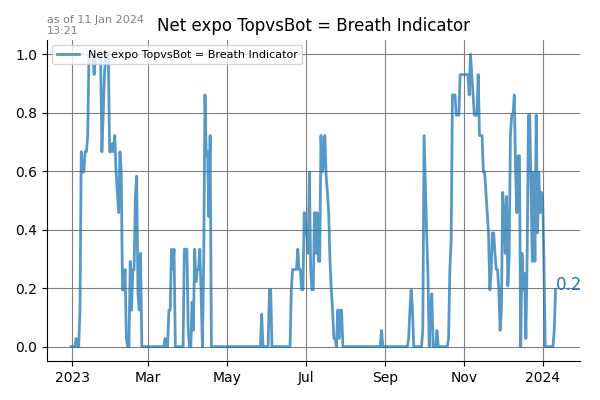 as of 11 Jan 2024
13:21
Net expo TopvsBot = Breath Indicator
Net expo TopvsBot = Breath Indicator
1.0
0.8
0.6
0.4
0.2
0.2
0.0
2023 Mar May Jul Sep Nov 2024